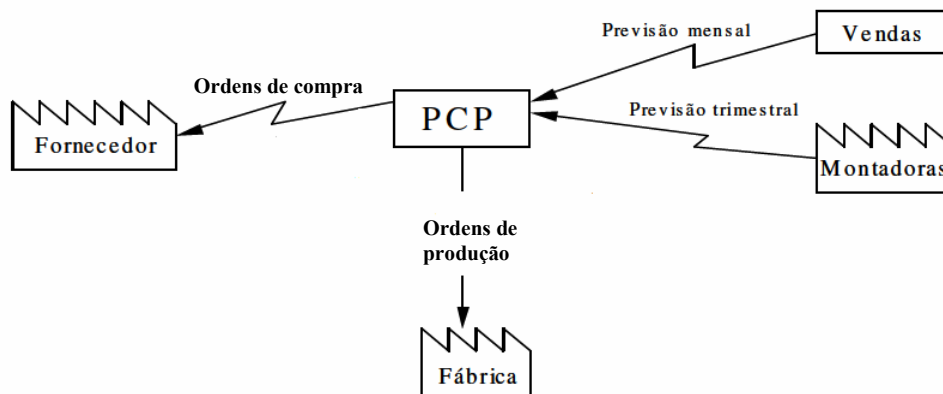 Previsão mensal
Vendas
Ordens de compra
PCP
Previsão trimestral
Fornecedor
Montadoras
Ordens de
produção
Fábrica